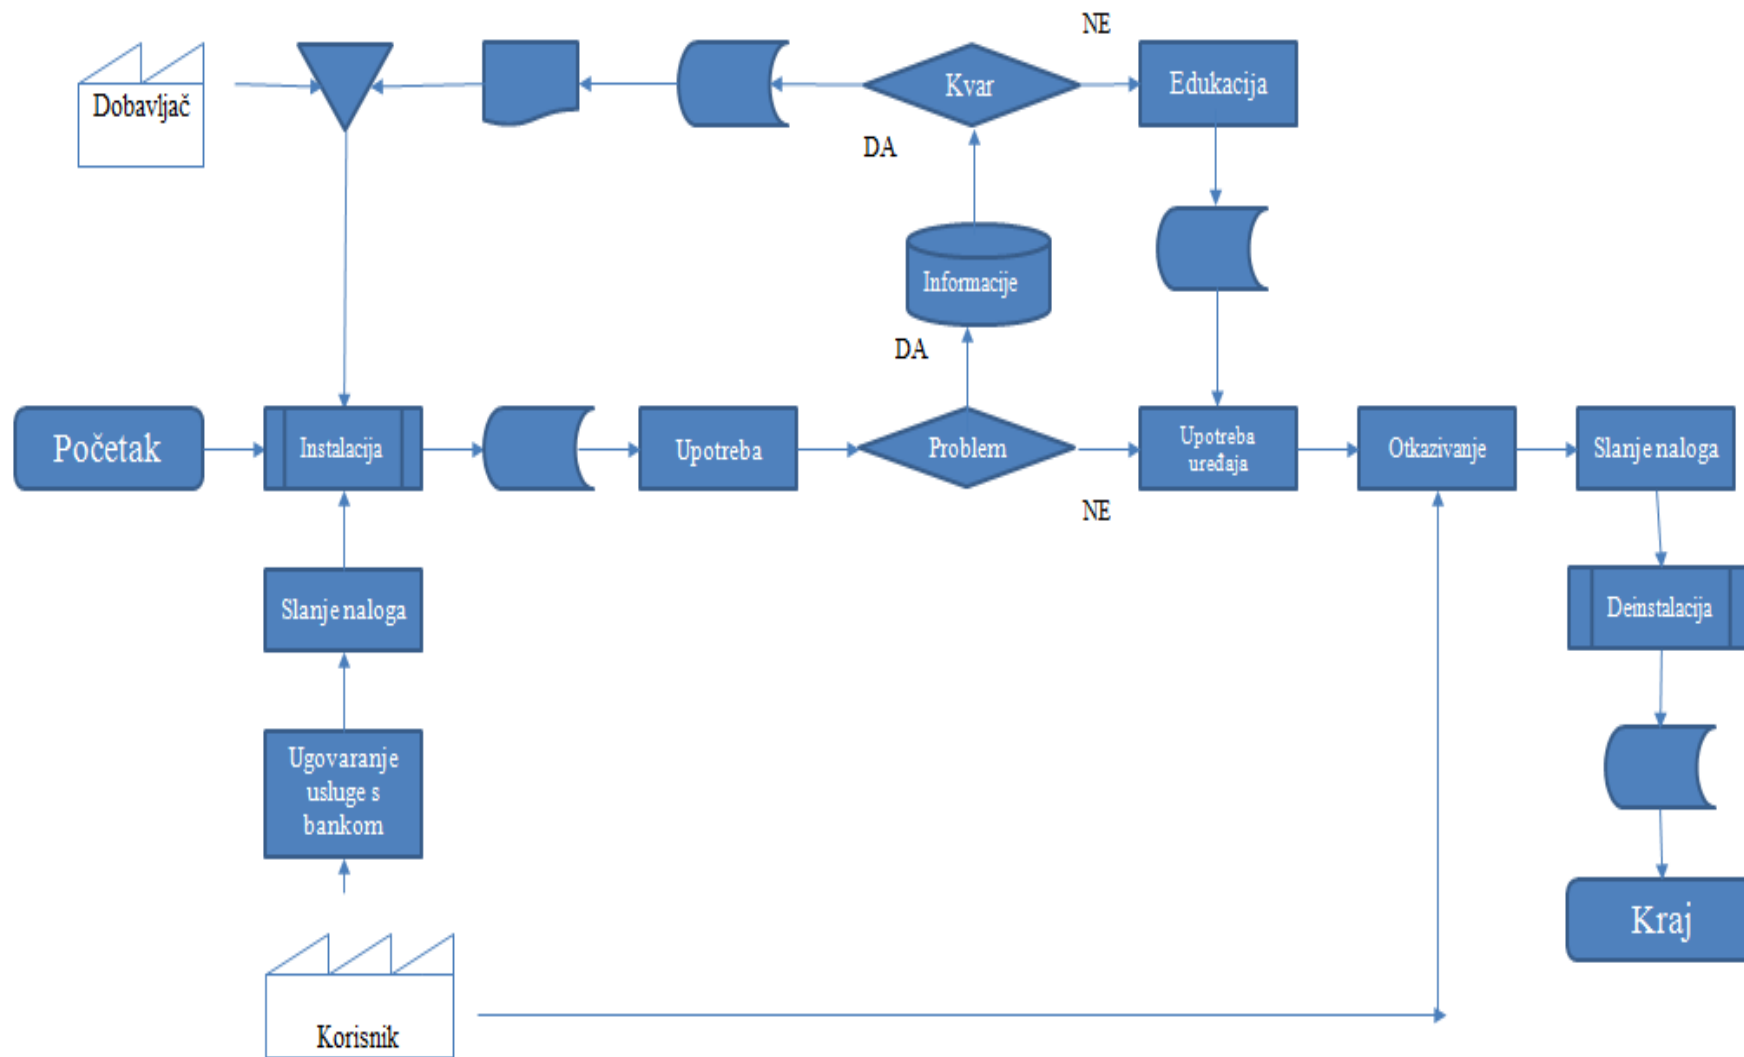 NE
Dobavljač
Kvar
Edukacija
DA
Informacije
DA
Početak
Instalacija
Upotreba
Problem
Upotreba
uređaja
Otkazivanje
Slanje naloga
NE
Slanje naloga
Deinstalacija
Ugovaranje
usluge s
bankom
Kraj
Korisnik